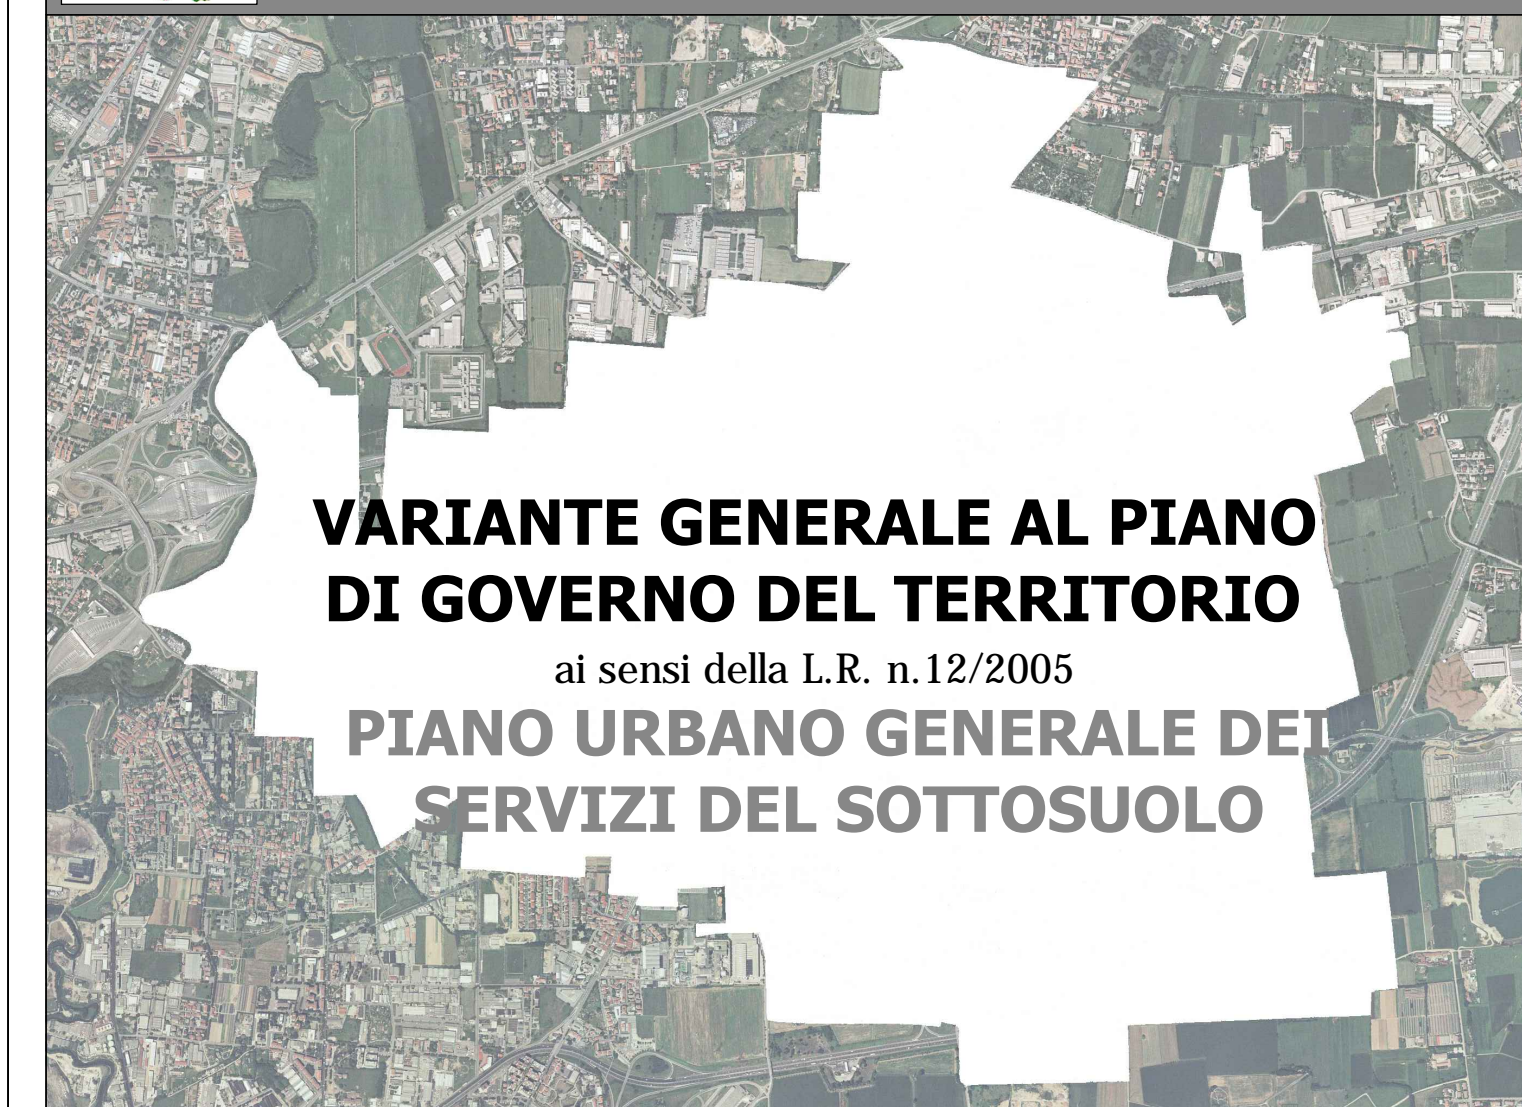 VARIANTE GENERALE AL PIANO
DI GOVERNO DEL TERRITORIO
ai sensi della L.R. n.12/2005
PIANO URBANO GENERALE DEI
SERVIZI DEL SOTTOSUOLO